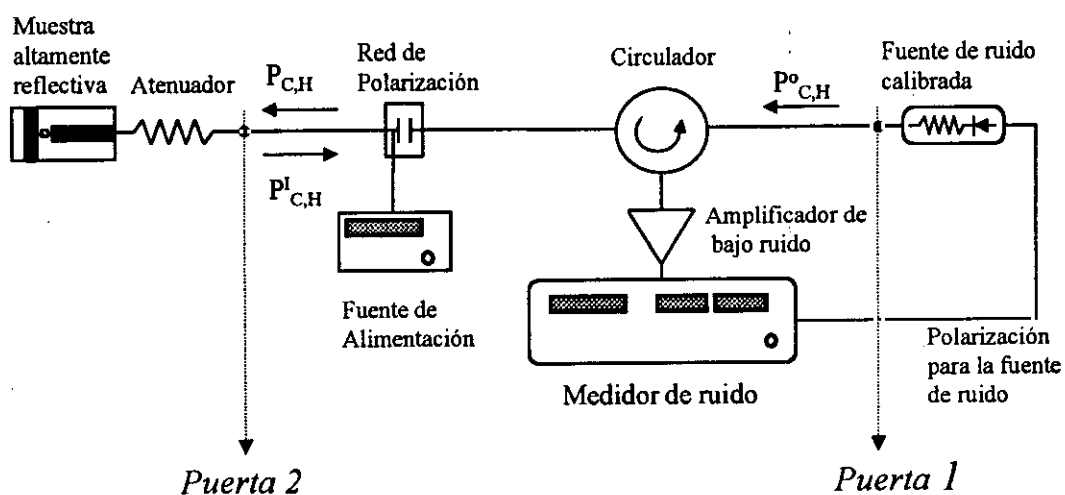 Muestra
altamente
reflectiva
Atenuador
P_C,H
Red de
Polarización
Circulador
P°_C,H
Fuente de ruido
calibrada
P^I_C,H
Fuente de
Alimentación
Amplificador de
bajo ruido
Medidor de ruido
Polarización
para la fuente
de ruido
Puerta 2
Puerta 1